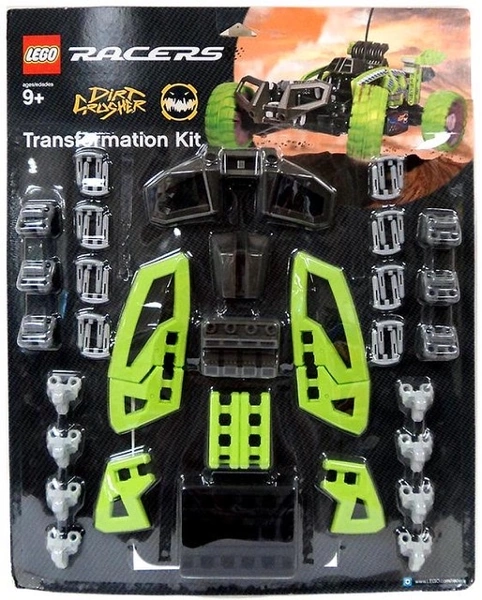 LEGO RACERS
ages/edades
9+
DIRT
CRUSHER
Transformation Kit